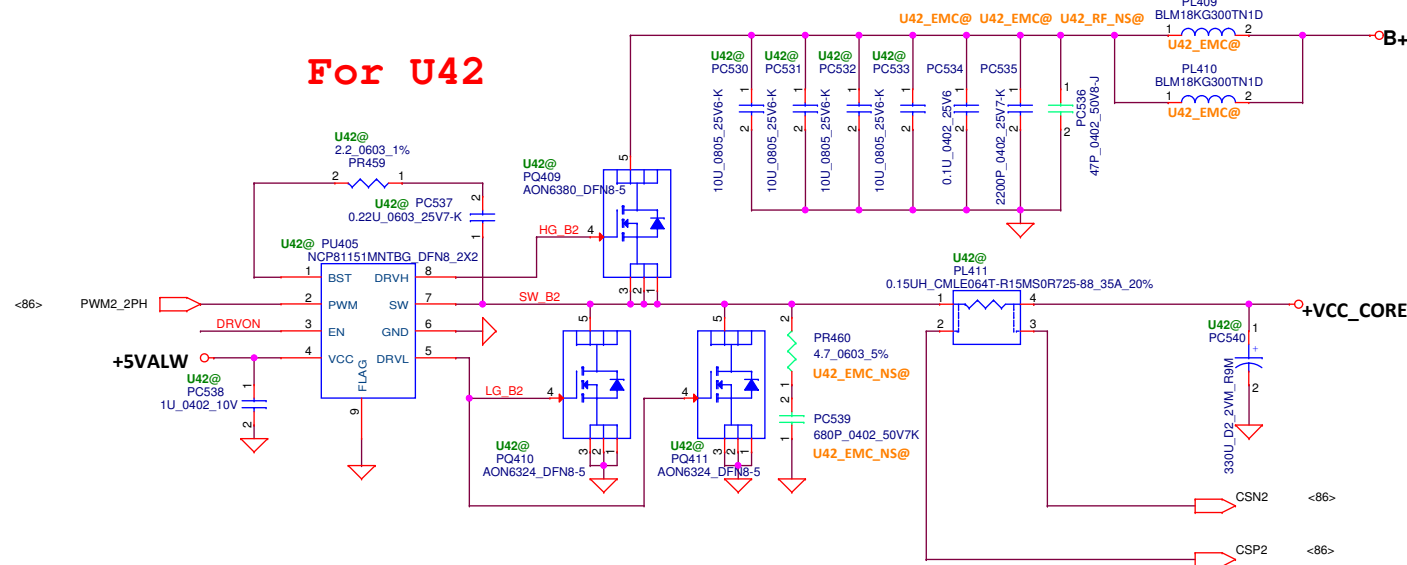 PL409
BLM18KG300TN1D
1 2
U42_EMC@
B+
PL410
BLM18KG300TN1D
1 2
U42_EMC@
U42_EMC@ U42_EMC@ U42_RF_NS@
For U42
U42@
PC530
1
2
10U_0805_25V6-K
U42@
PC531
1
2
10U_0805_25V6-K
U42@
PC532
1
2
10U_0805_25V6-K
U42@
PC533
1
2
10U_0805_25V6-K
PC534
1
2
0.1U_0402_25V6
PC535
1
2
2200P_0402_25V7-K
1
2
PC536
47P_0402_50V8-J
U42@
2.2_0603_1%
PR459
2 1
U42@ PC537
0.22U_0603_25V7-K
2
1
U42@
PQ409
AON6380_DFN8-5
5
HG_B2 4
3 2 1
U42@ PU405
NCP81151MNTBG_DFN8_2X2
1 BST DRVH 8
2 PWM SW 7
3 EN GND 6
4 VCC DRVL 5
FLAG
9
<86> PWM2_2PH
DRVON
+5VALW
U42@
PC538
1U_0402_10V
1
2
SW_B2
LG_B2 4
5
3 2 1
U42@
PQ410
AON6324_DFN8-5
4
5
3 2 1
U42@
PQ411
AON6324_DFN8-5
2
PR460
4.7_0603_5%
U42_EMC_NS@
1
2
PC539
680P_0402_50V7K
U42_EMC_NS@
1
U42@
PL411
0.15UH_CMLE064T-R15MS0R725-88_35A_20%
1 4
2 3
+VCC_CORE
U42@
PC540
1
+
2
330U_D2_2VM_R9M
CSN2 <86>
CSP2 <86>